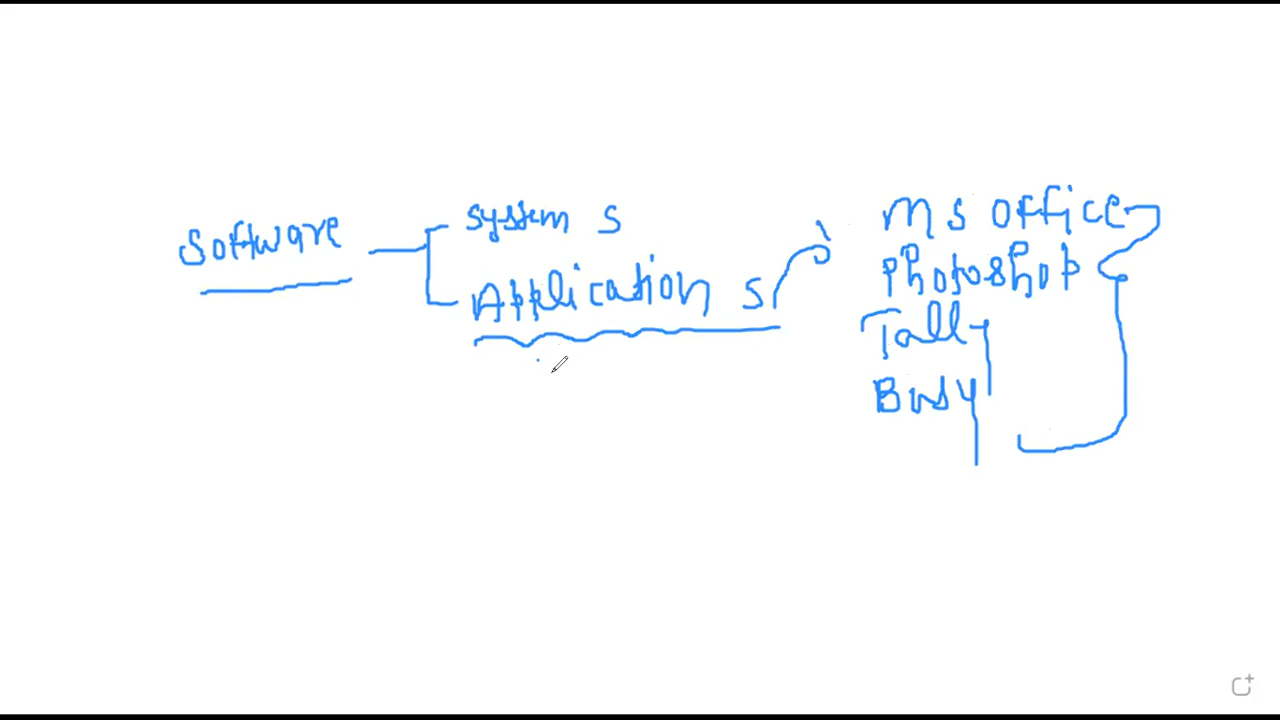 Software
System S
Application S
MS Office
Photoshop
Tally
Busy